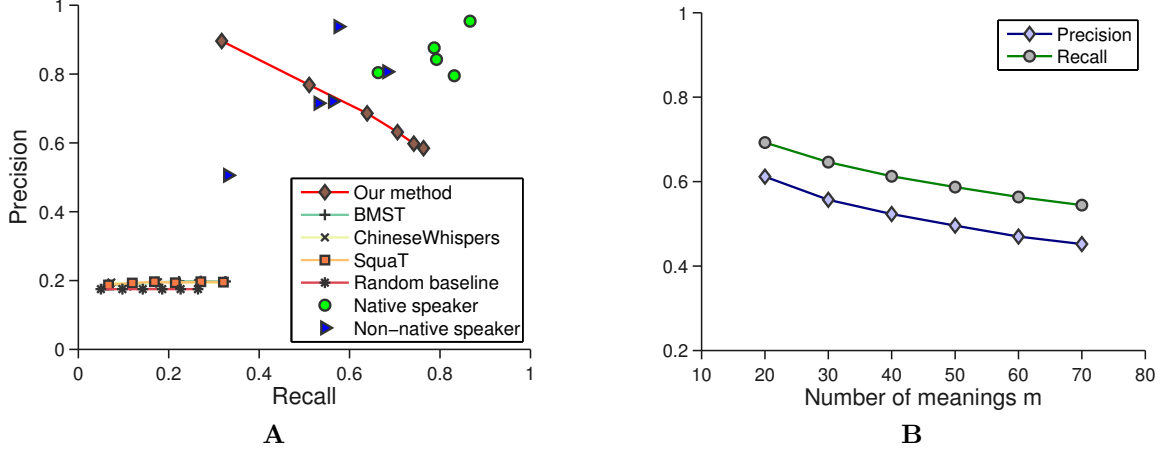 1
0.8
0.6
0.4
0.2
0
0
0.2
0.4
0.6
0.8
1
Precision
Recall
Our method
BMST
ChineseWhispers
SquaT
Random baseline
Native speaker
Non−native speaker
A
1
0.8
0.6
0.4
0.2
10
20
30
40
50
60
70
80
Number of meanings m
Precision
Recall
B